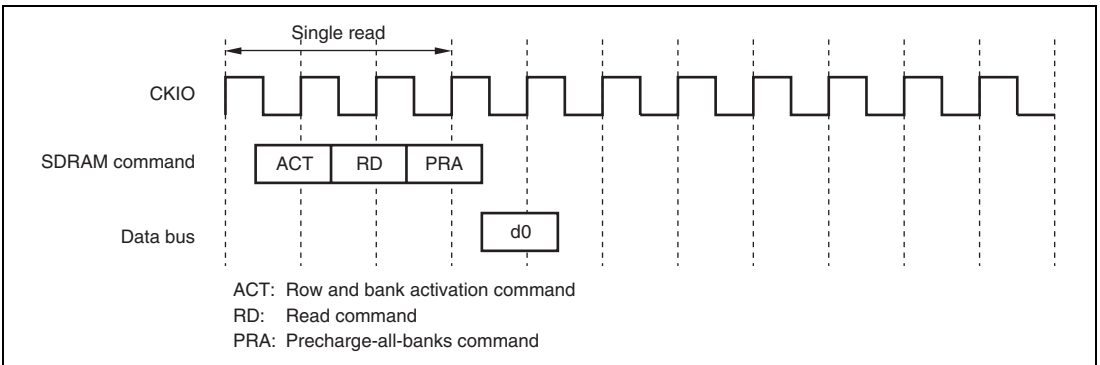 Single read
CKIO
SDRAM command ACT RD PRA
Data bus d0
ACT: Row and bank activation command
RD: Read command
PRA: Precharge-all-banks command